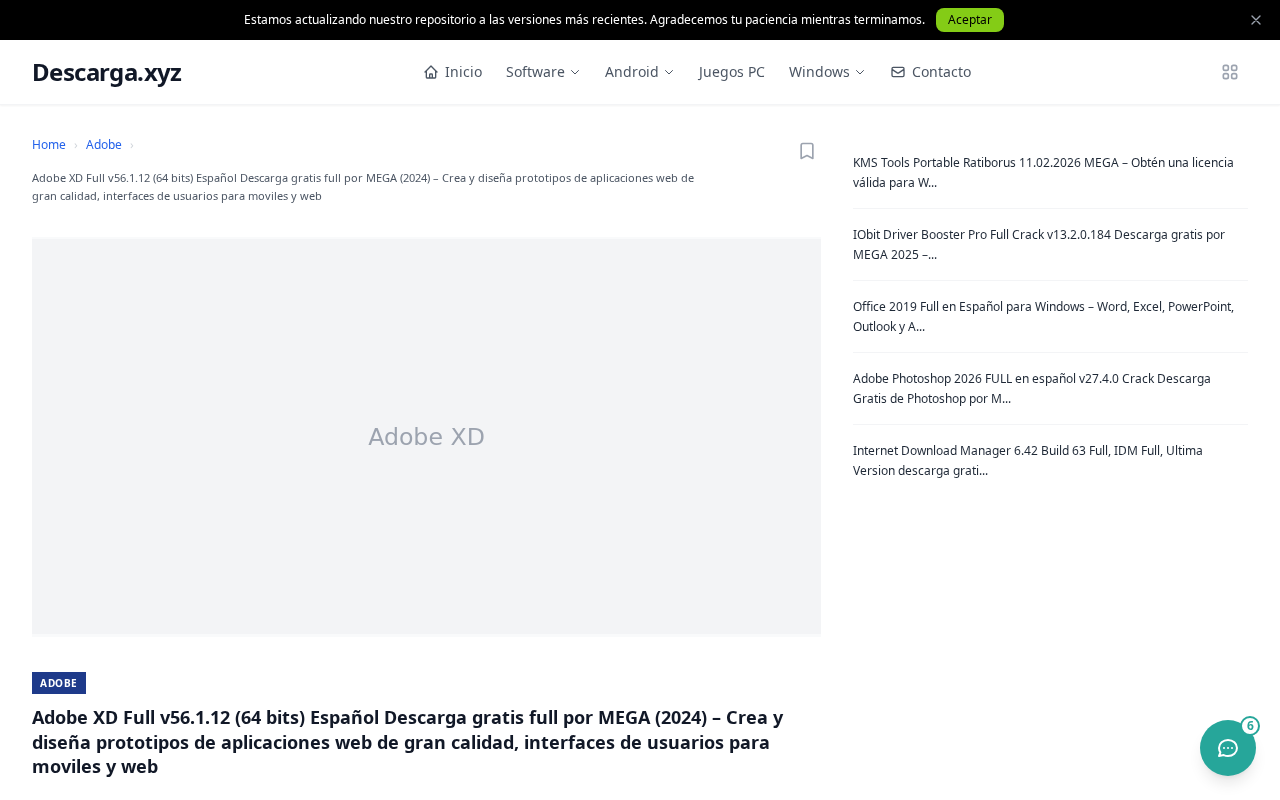 Estamos actualizando nuestro repositorio a las versiones más recientes. Agradecemos tu paciencia mientras terminamos. Aceptar
Descarga.xyz
Inicio Software Android Juegos PC Windows Contacto
Home › Adobe ›
Adobe XD Full v56.1.12 (64 bits) Español Descarga gratis full por MEGA (2024) – Crea y diseña prototipos de aplicaciones web de
gran calidad, interfaces de usuarios para moviles y web
Adobe XD
ADOBE
Adobe XD Full v56.1.12 (64 bits) Español Descarga gratis full por MEGA (2024) – Crea y
diseña prototipos de aplicaciones web de gran calidad, interfaces de usuarios para
moviles y web
KMS Tools Portable Ratiborus 11.02.2026 MEGA – Obtén una licencia
válida para W...
IObit Driver Booster Pro Full Crack v13.2.0.184 Descarga gratis por
MEGA 2025 –...
Office 2019 Full en Español para Windows – Word, Excel, PowerPoint,
Outlook y A...
Adobe Photoshop 2026 FULL en español v27.4.0 Crack Descarga
Gratis de Photoshop por M...
Internet Download Manager 6.42 Build 63 Full, IDM Full, Ultima
Version descarga grati...
6